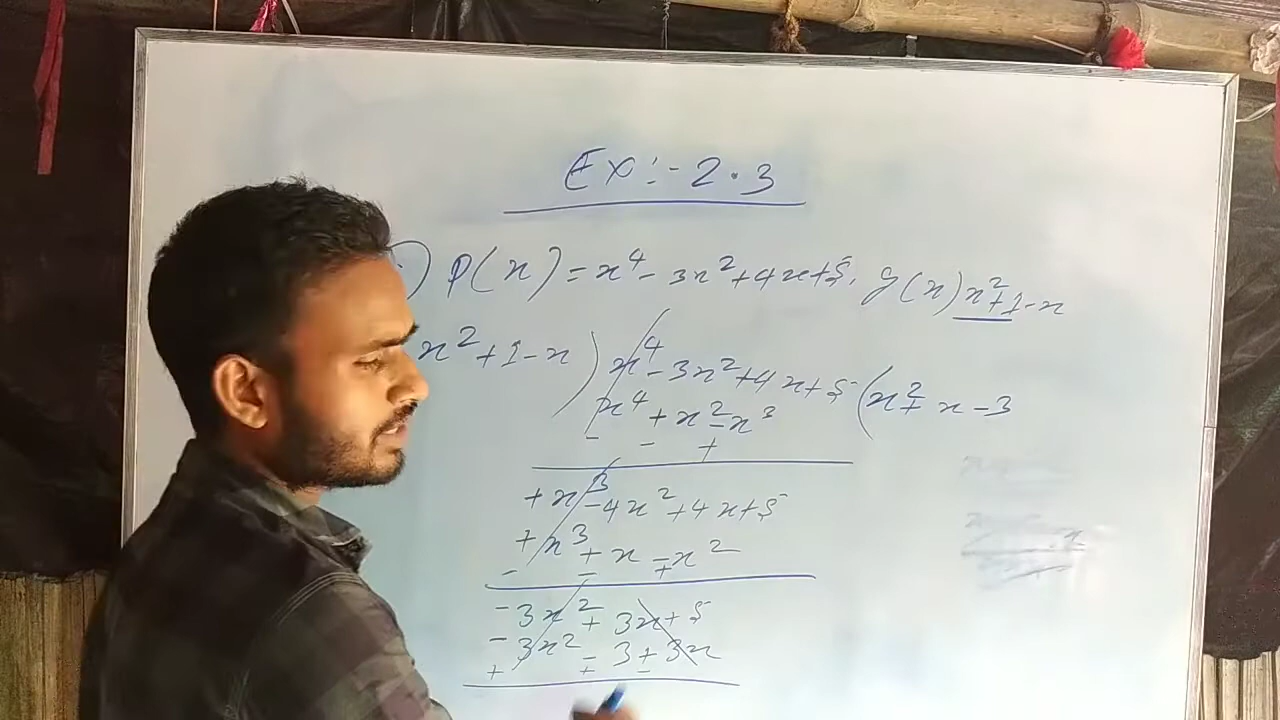 Ex:- 2.3
) P(x) = x⁴ - 3x² + 4x + 5, g(x) x² + 1 - x
x² + 1 - x ) x⁴ - 3x² + 4x + 5 ( x² + x - 3
x⁴ + x² - x³
- - +
+ x³ - 4x² + 4x + 5
+ x³ + x - x²
- - +
- 3x² + 3x + 5
- 3x² - 3 + 3x
+ + -